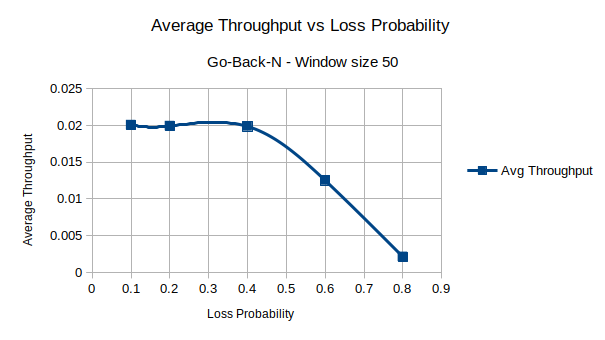 Average Throughput vs Loss Probability
Go-Back-N - Window size 50
0.025
0.02
0.015
0.01
0.005
0
Average Throughput
0 0.1 0.2 0.3 0.4 0.5 0.6 0.7 0.8 0.9
Loss Probability
Avg Throughput